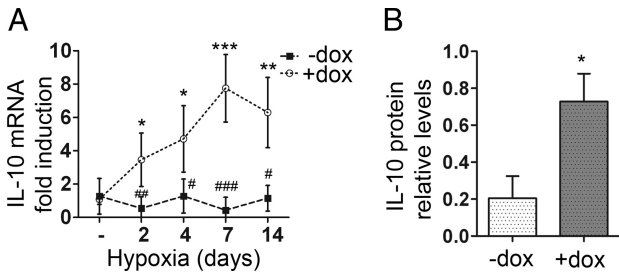 A
IL-10 mRNA
fold induction
10
8
6
4
2
0
*
*
***
**
##
#
###
#
-dox
+dox
- 2 4 7 14
Hypoxia (days)
B
IL-10 protein
relative levels
1.0
0.8
0.6
0.4
0.2
0.0
*
-dox +dox